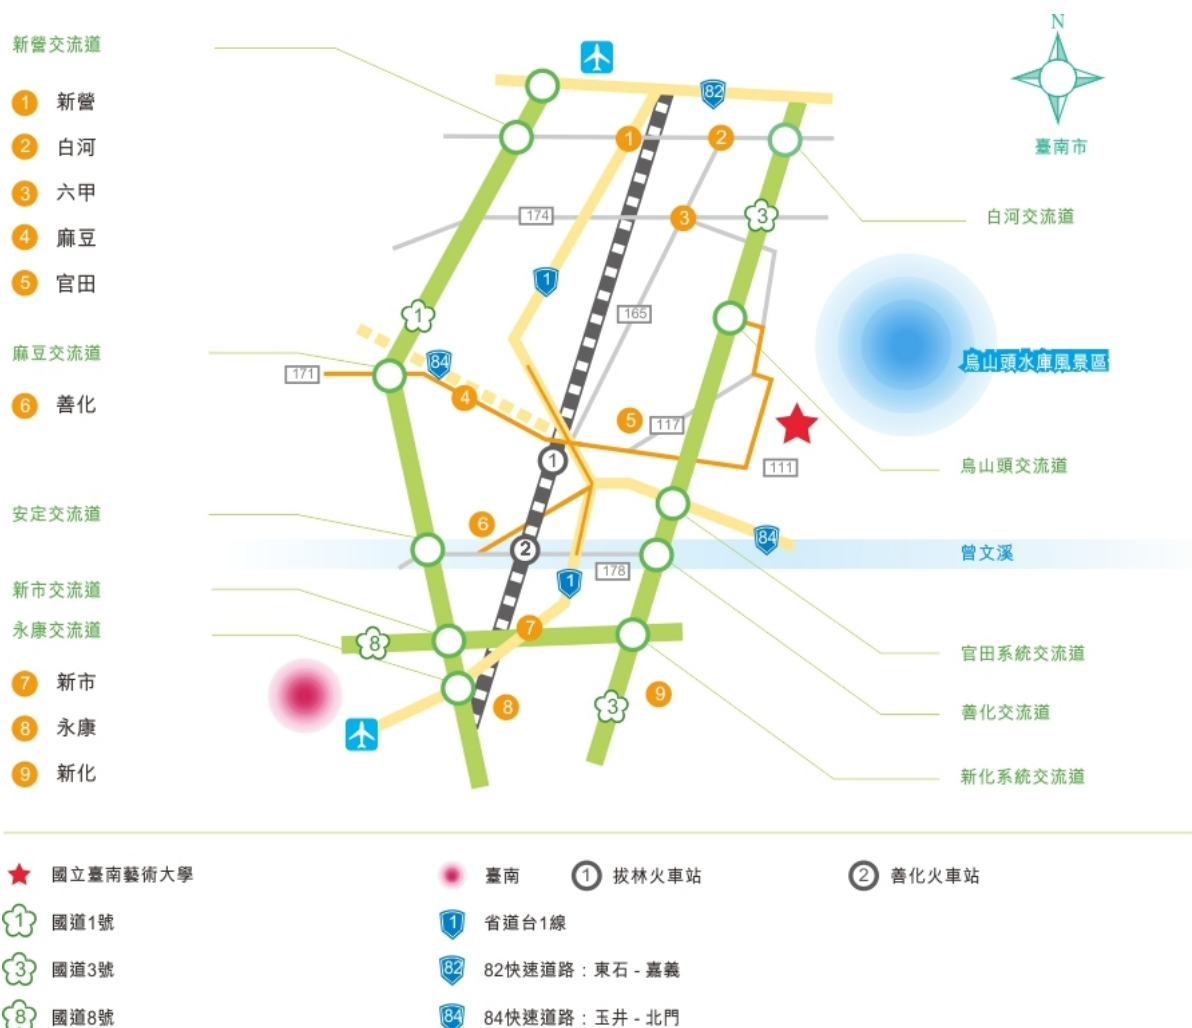 N
臺南市
新營交流道
1 新營
2 白河
3 六甲
4 麻豆
5 官田
麻豆交流道
6 善化
安定交流道
新市交流道
永康交流道
7 新市
8 永康
9 新化
82
1
2
174
3
3
1
1
165
84
171
4
5
117
111
1
6
2
84
178
1
7
8
8
3
9
白河交流道
烏山頭水庫風景區
烏山頭交流道
曾文溪
官田系統交流道
善化交流道
新化系統交流道
國立臺南藝術大學
臺南
1 拔林火車站
2 善化火車站
1 國道1號
1 省道台1線
3 國道3號
82 82快速道路：東石 - 嘉義
8 國道8號
84 84快速道路：玉井 - 北門